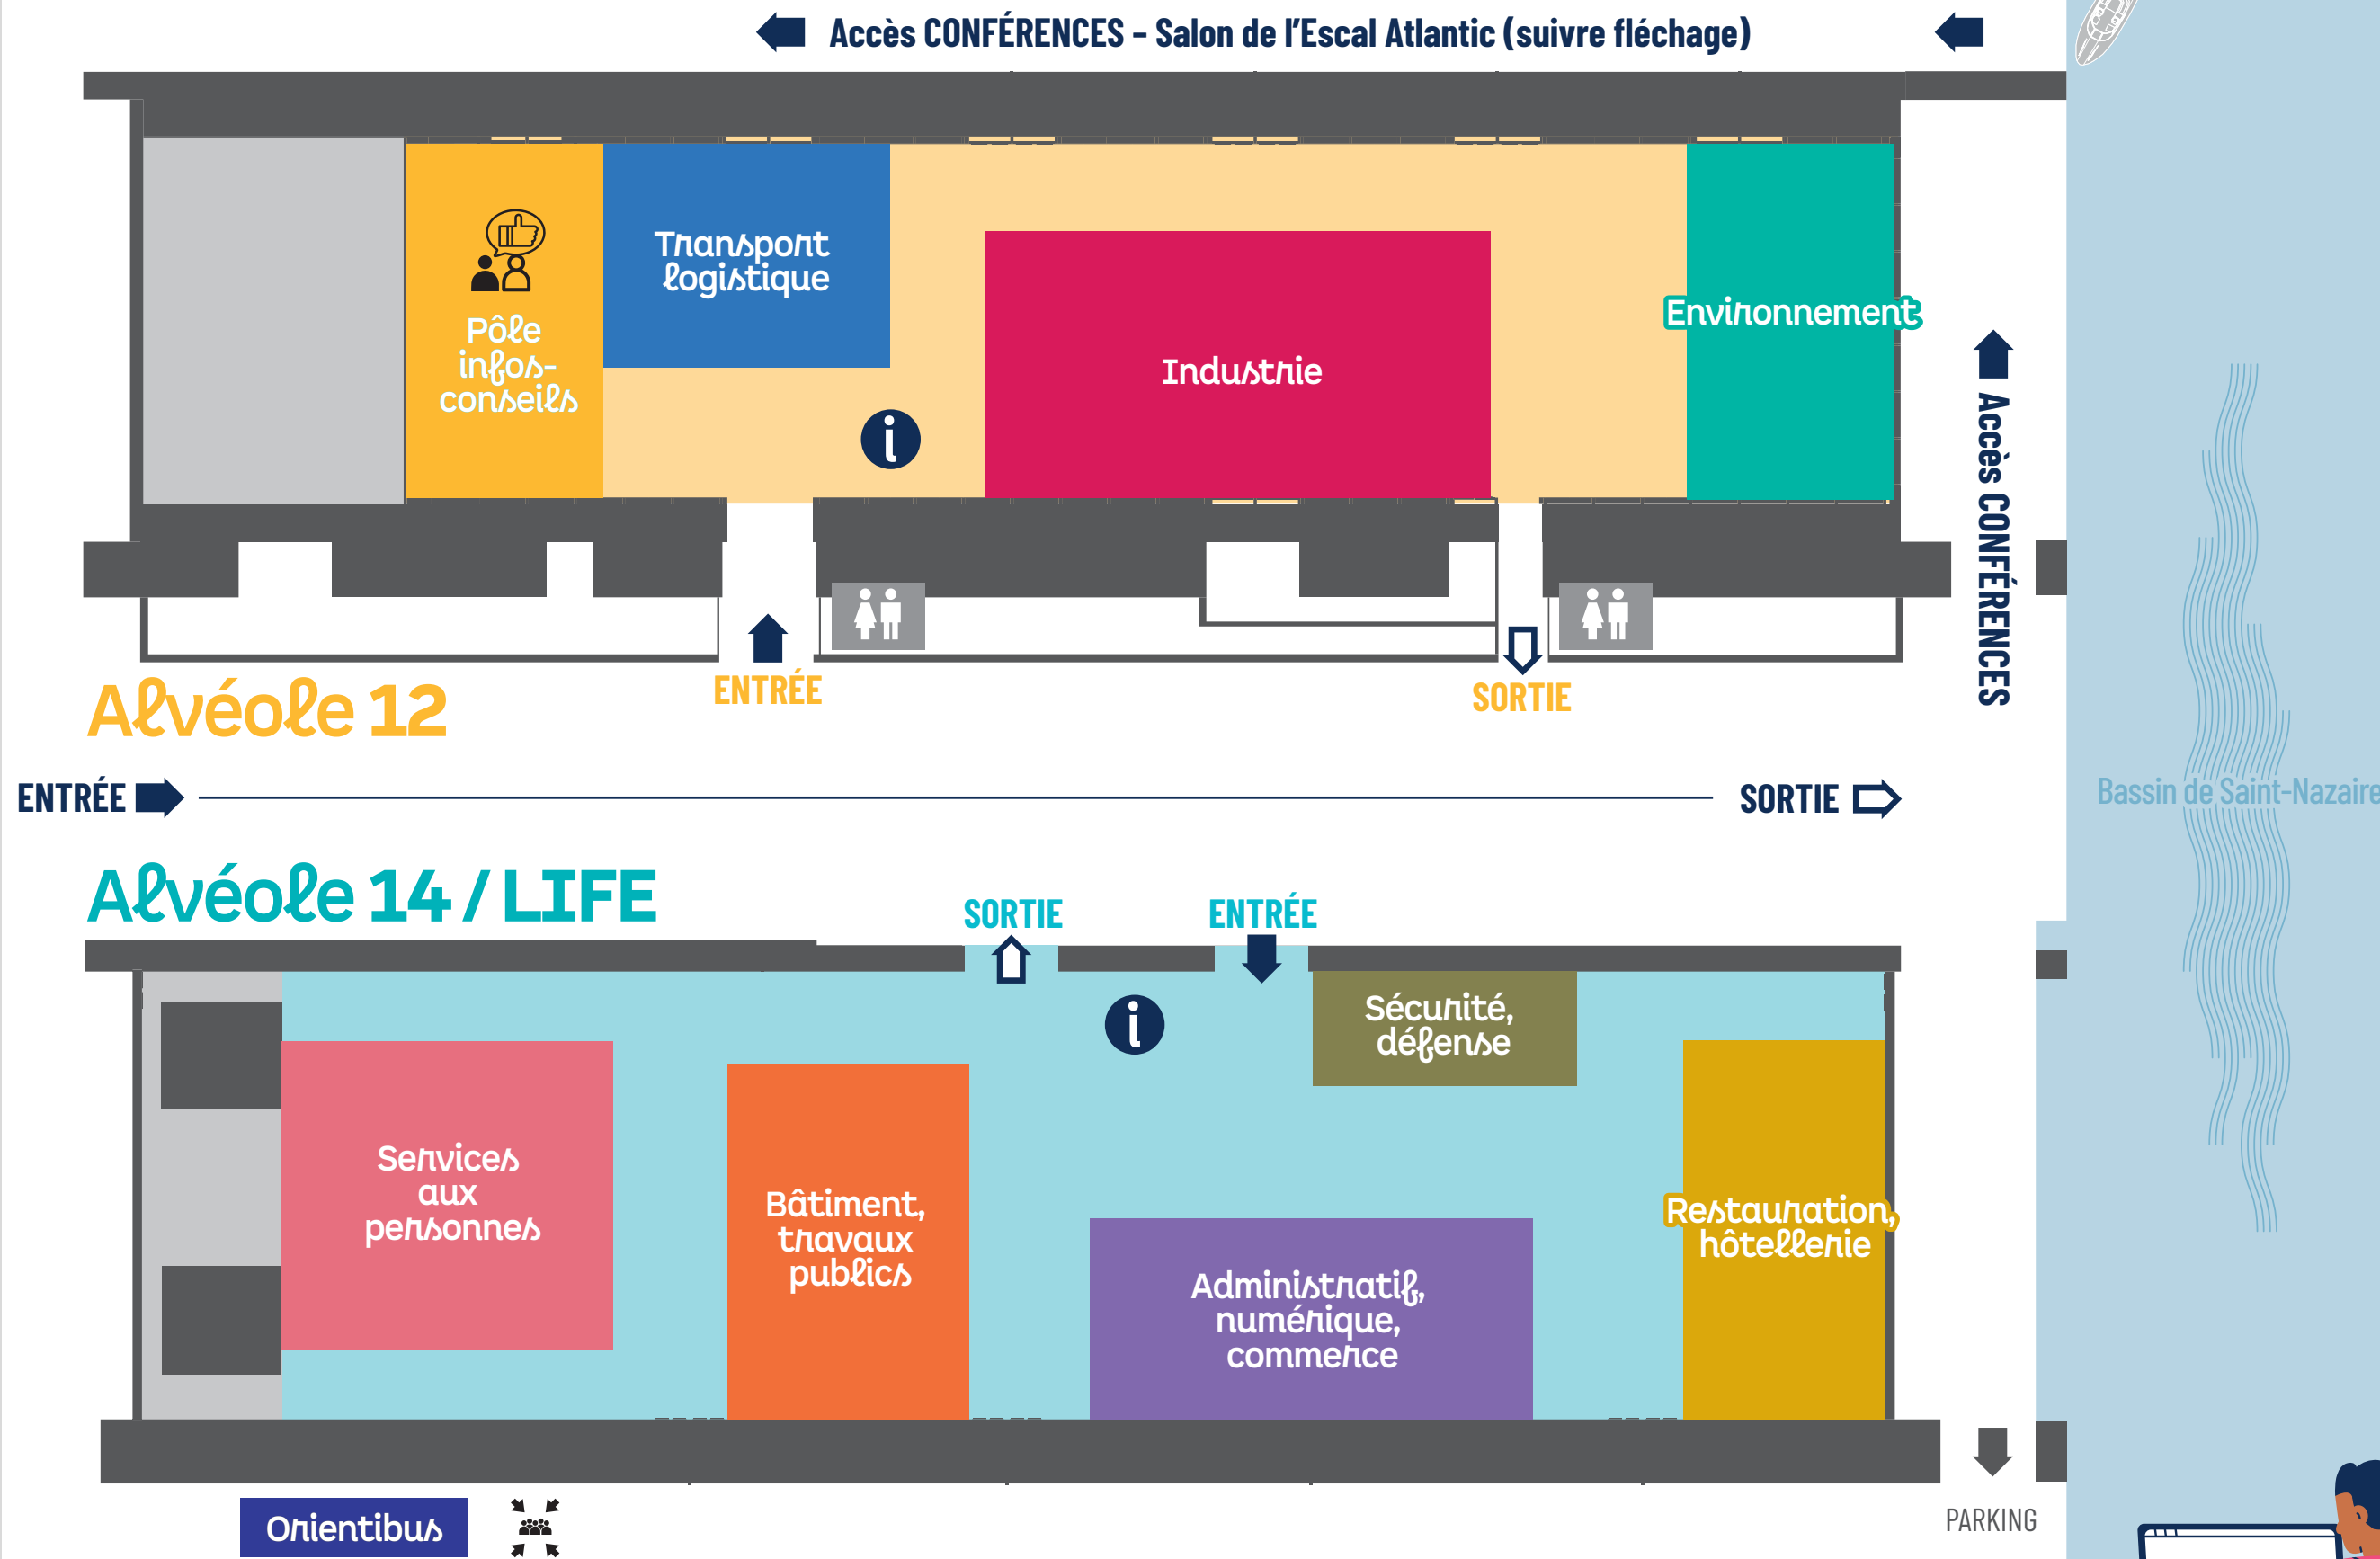 Accès CONFÉRENCES – Salon de l'Escal Atlantic (suivre fléchage)
Pôle
infos-
conseils
Transport
logistique
i
Industrie
Environnement
Accès CONFÉRENCES
ENTRÉE
SORTIE
Alvéole 12
ENTRÉE
SORTIE
Bassin de Saint-Nazaire
Alvéole 14 / LIFE
SORTIE
ENTRÉE
i
Sécurité,
défense
Services
aux
personnes
Bâtiment,
travaux
publics
Administratif,
numérique,
commerce
Restauration,
hôtellerie
Orientibus
PARKING